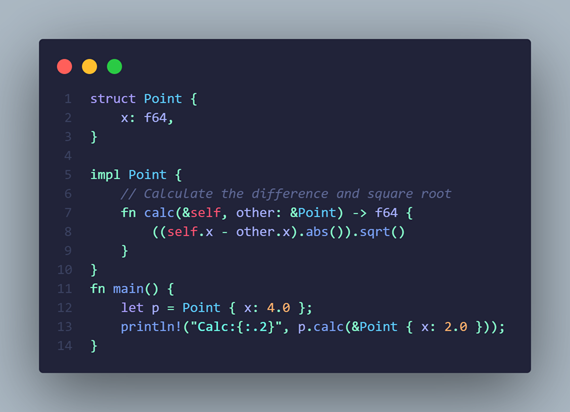 1 struct Point {
2     x: f64,
3 }
4
5 impl Point {
6     // Calculate the difference and square root
7     fn calc(&self, other: &Point) -> f64 {
8         ((self.x - other.x).abs()).sqrt()
9     }
10 }
11 fn main() {
12     let p = Point { x: 4.0 };
13     println!("Calc:{:.2}", p.calc(&Point { x: 2.0 }));
14 }